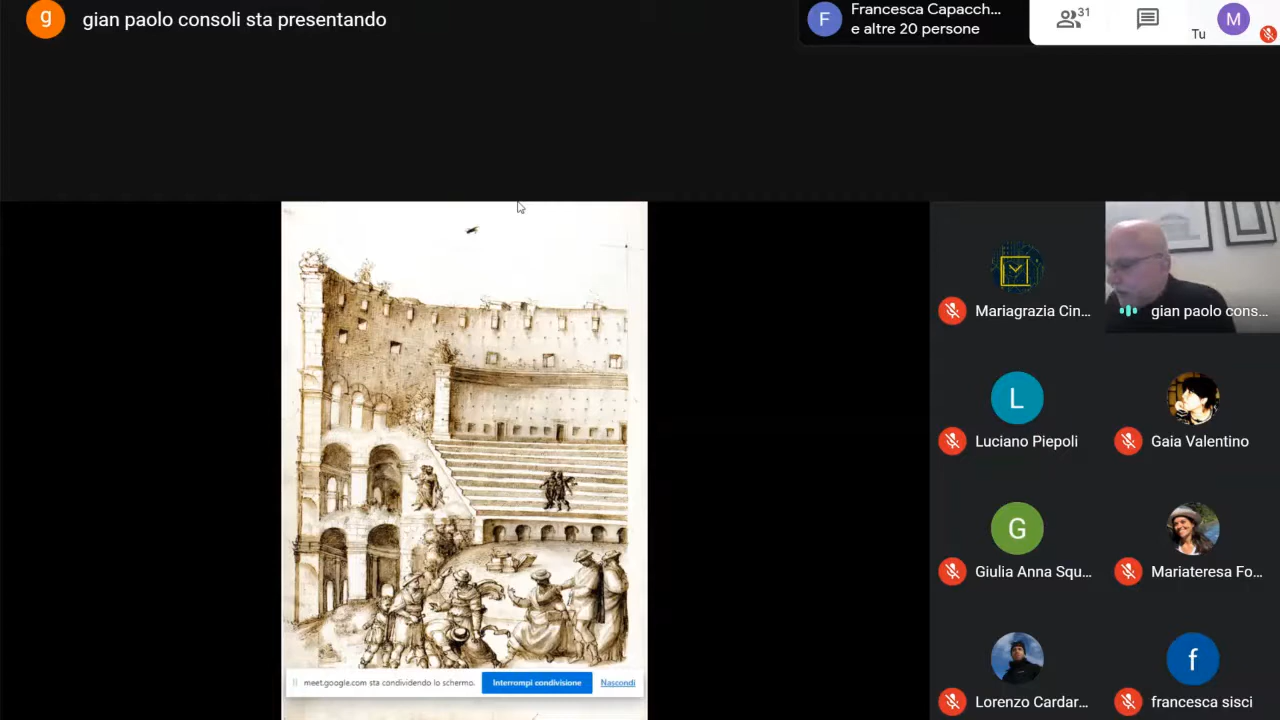 g
gian paolo consoli sta presentando
F
Francesca Capacch...
e altre 20 persone
31
Tu
M
Mariagrazia Cin...
gian paolo cons...
L
Luciano Piepoli
Gaia Valentino
G
Giulia Anna Squ...
Mariateresa Fo...
Lorenzo Cardar...
f
francesca sisci
meet.google.com sta condividendo lo schermo.
Interrompi condivisione
Nascondi